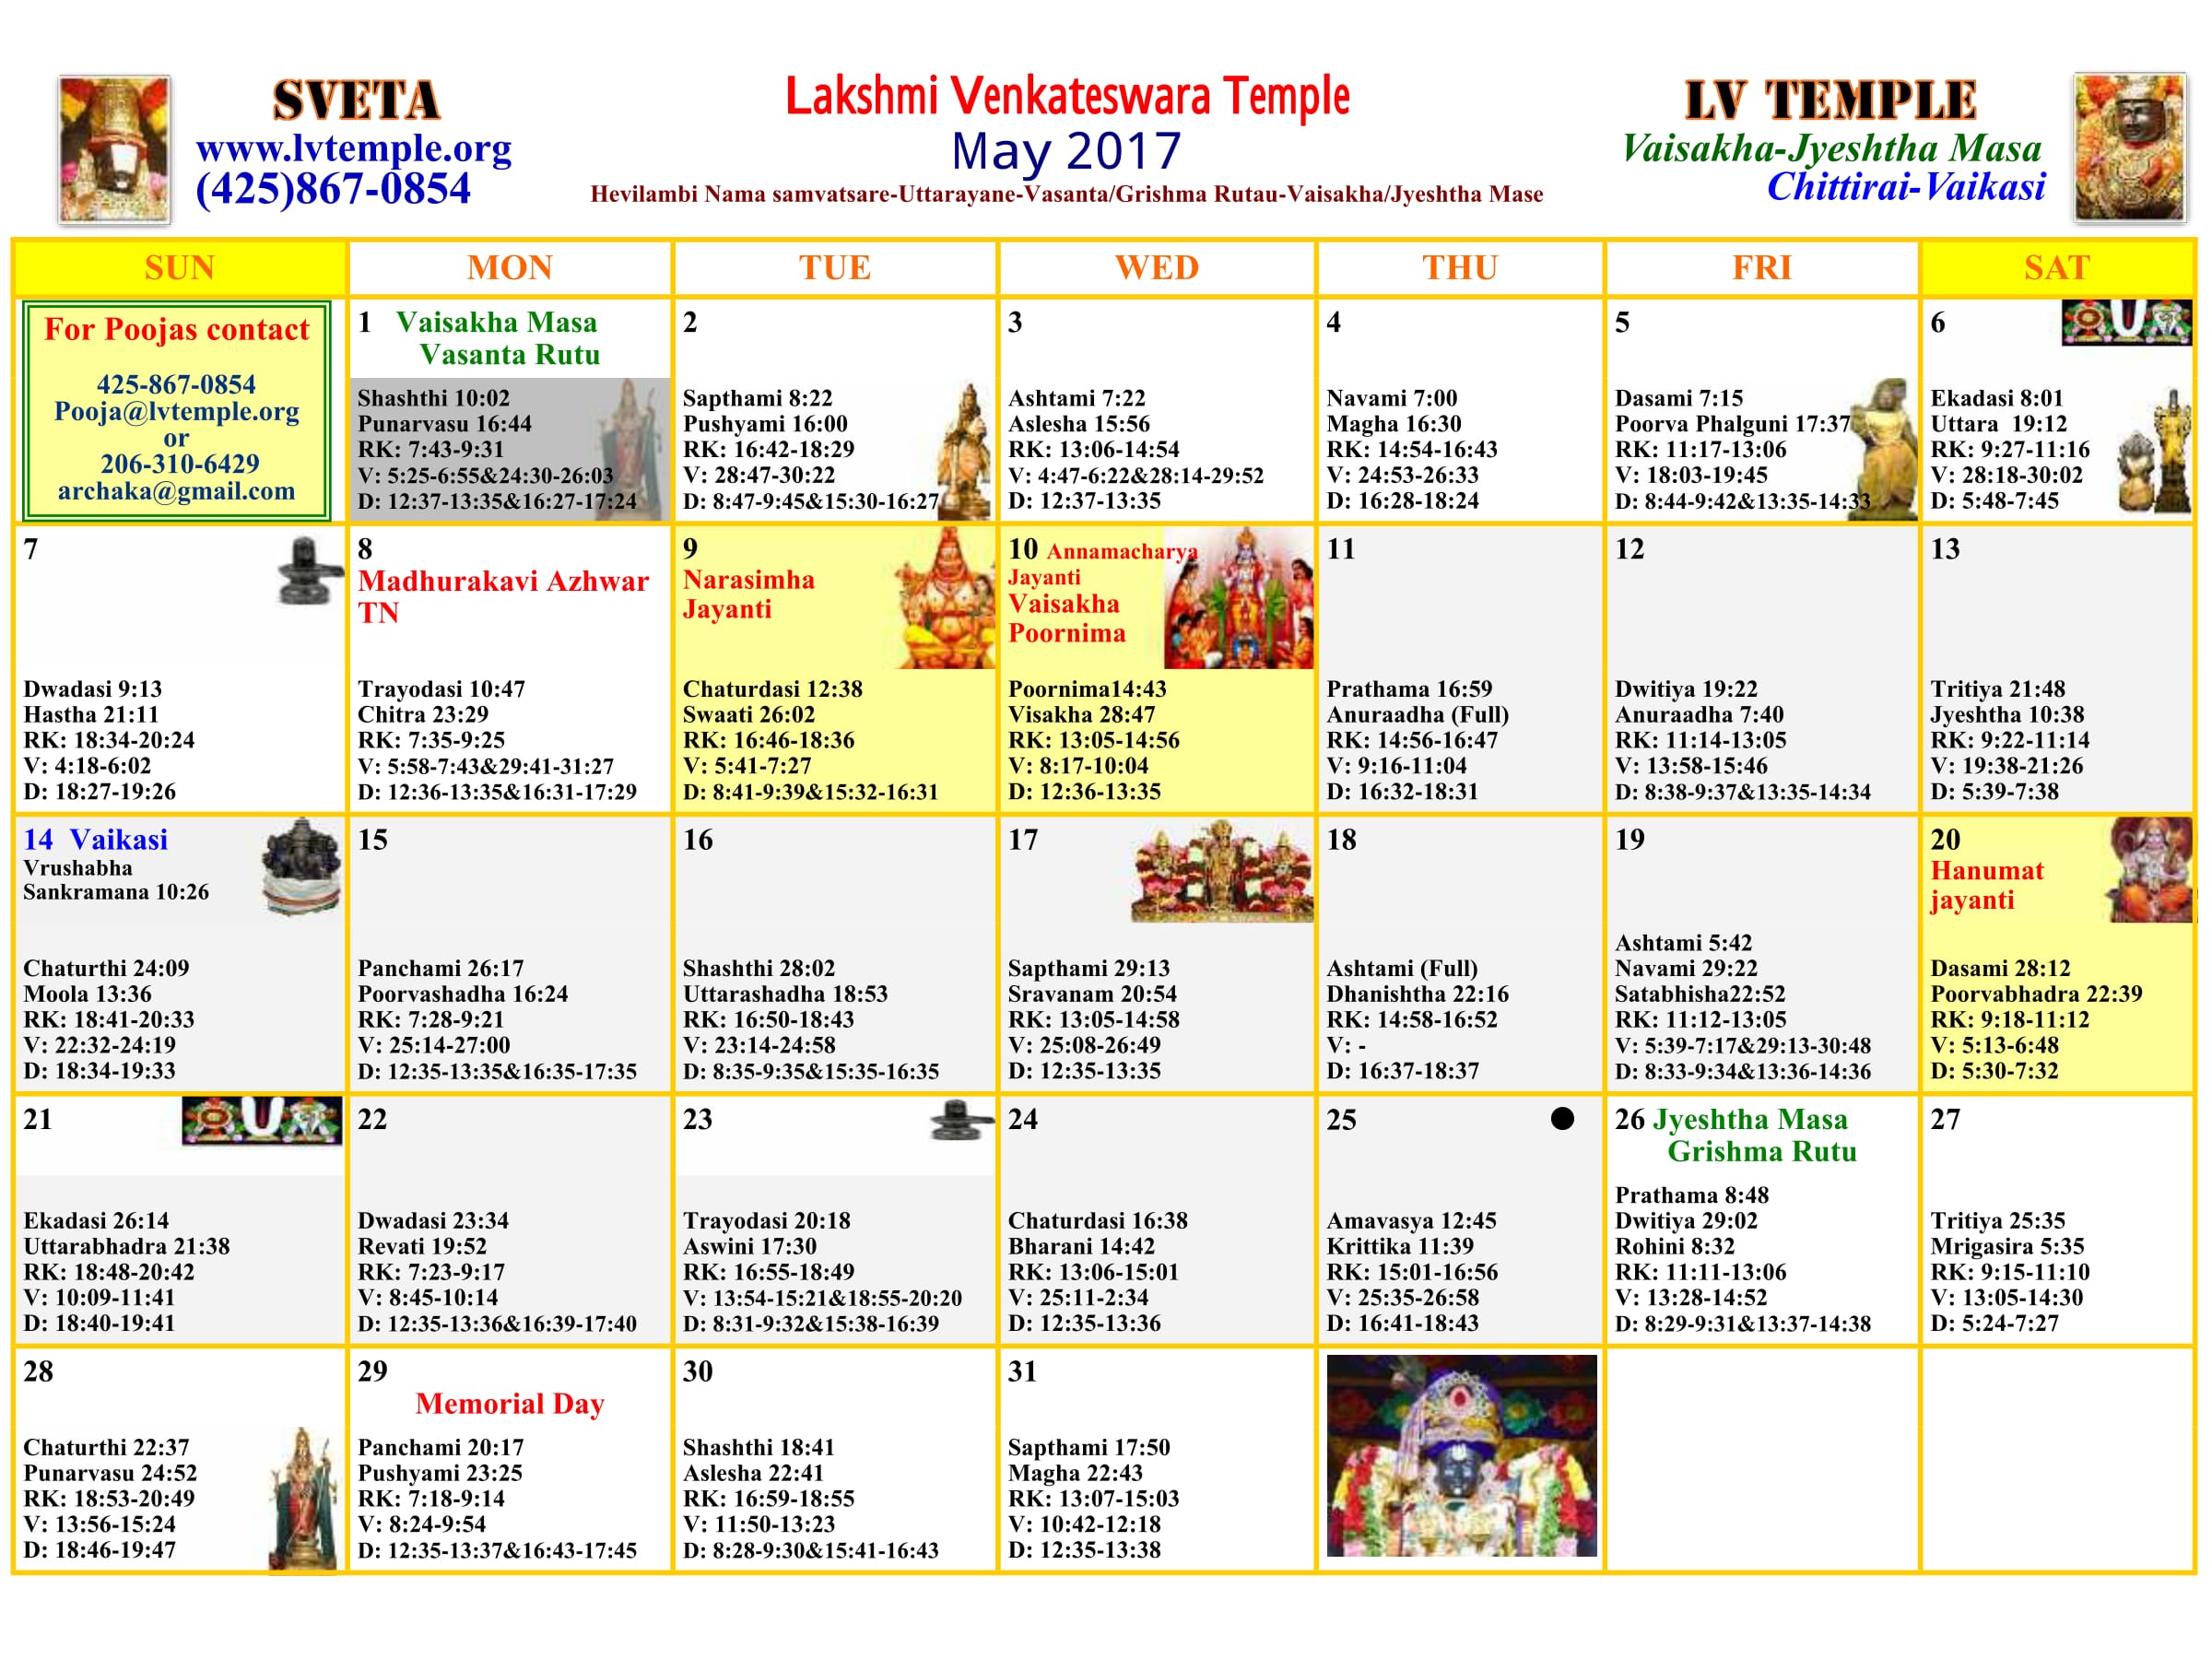 SVETA
www.lvtemple.org
(425)867-0854
Lakshmi Venkateswara Temple
May 2017
Hevilambi Nama samvatsare-Uttarayane-Vasanta/Grishma Rutau-Vaisakha/Jyeshtha Mase
LV TEMPLE
Vaisakha-Jyeshtha Masa
Chittirai-Vaikasi
SUN MON TUE WED THU FRI SAT
For Poojas contact
425-867-0854
Pooja@lvtemple.org
or
206-310-6429
archaka@gmail.com
1 Vaisakha Masa
Vasanta Rutu
Shashthi 10:02
Punarvasu 16:44
RK: 7:43-9:31
V: 5:25-6:55&24:30-26:03
D: 12:37-13:35&16:27-17:24
2
Sapthami 8:22
Pushyami 16:00
RK: 16:42-18:29
V: 28:47-30:22
D: 8:47-9:45&15:30-16:27
3
Ashtami 7:22
Aslesha 15:56
RK: 13:06-14:54
V: 4:47-6:22&28:14-29:52
D: 12:37-13:35
4
Navami 7:00
Magha 16:30
RK: 14:54-16:43
V: 24:53-26:33
D: 16:28-18:24
5
Dasami 7:15
Poorva Phalguni 17:37
RK: 11:17-13:06
V: 18:03-19:45
D: 8:44-9:42&13:35-14:33
6
Ekadasi 8:01
Uttara 19:12
RK: 9:27-11:16
V: 28:18-30:02
D: 5:48-7:45
7
Dwadasi 9:13
Hastha 21:11
RK: 18:34-20:24
V: 4:18-6:02
D: 18:27-19:26
8
Madhurakavi Azhwar
TN
Trayodasi 10:47
Chitra 23:29
RK: 7:35-9:25
V: 5:58-7:43&29:41-31:27
D: 12:36-13:35&16:31-17:29
9
Narasimha
Jayanti
Chaturdasi 12:38
Swaati 26:02
RK: 16:46-18:36
V: 5:41-7:27
D: 8:41-9:39&15:32-16:31
10 Annamacharya
Jayanti
Vaisakha
Poornima
Poornima14:43
Visakha 28:47
RK: 13:05-14:56
V: 8:17-10:04
D: 12:36-13:35
11
Prathama 16:59
Anuraadha (Full)
RK: 14:56-16:47
V: 9:16-11:04
D: 16:32-18:31
12
Dwitiya 19:22
Anuraadha 7:40
RK: 11:14-13:05
V: 13:58-15:46
D: 8:38-9:37&13:35-14:34
13
Tritiya 21:48
Jyeshtha 10:38
RK: 9:22-11:14
V: 19:38-21:26
D: 5:39-7:38
14 Vaikasi
Vrushabha
Sankramana 10:26
Chaturthi 24:09
Moola 13:36
RK: 18:41-20:33
V: 22:32-24:19
D: 18:34-19:33
15
Panchami 26:17
Poorvashadha 16:24
RK: 7:28-9:21
V: 25:14-27:00
D: 12:35-13:35&16:35-17:35
16
Shashthi 28:02
Uttarashadha 18:53
RK: 16:50-18:43
V: 23:14-24:58
D: 8:35-9:35&15:35-16:35
17
Sapthami 29:13
Sravanam 20:54
RK: 13:05-14:58
V: 25:08-26:49
D: 12:35-13:35
18
Ashtami (Full)
Dhanishtha 22:16
RK: 14:58-16:52
V: -
D: 16:37-18:37
19
Ashtami 5:42
Navami 29:22
Satabhisha22:52
RK: 11:12-13:05
V: 5:39-7:17&29:13-30:48
D: 8:33-9:34&13:36-14:36
20
Hanumat
jayanti
Dasami 28:12
Poorvabhadra 22:39
RK: 9:18-11:12
V: 5:13-6:48
D: 5:30-7:32
21
Ekadasi 26:14
Uttarabhadra 21:38
RK: 18:48-20:42
V: 10:09-11:41
D: 18:40-19:41
22
Dwadasi 23:34
Revati 19:52
RK: 7:23-9:17
V: 8:45-10:14
D: 12:35-13:36&16:39-17:40
23
Trayodasi 20:18
Aswini 17:30
RK: 16:55-18:49
V: 13:54-15:21&18:55-20:20
D: 8:31-9:32&15:38-16:39
24
Chaturdasi 16:38
Bharani 14:42
RK: 13:06-15:01
V: 25:11-2:34
D: 12:35-13:36
25
Amavasya 12:45
Krittika 11:39
RK: 15:01-16:56
V: 25:35-26:58
D: 16:41-18:43
26 Jyeshtha Masa
Grishma Rutu
Prathama 8:48
Dwitiya 29:02
Rohini 8:32
RK: 11:11-13:06
V: 13:28-14:52
D: 8:29-9:31&13:37-14:38
27
Tritiya 25:35
Mrigasira 5:35
RK: 9:15-11:10
V: 13:05-14:30
D: 5:24-7:27
28
Chaturthi 22:37
Punarvasu 24:52
RK: 18:53-20:49
V: 13:56-15:24
D: 18:46-19:47
29
Memorial Day
Panchami 20:17
Pushyami 23:25
RK: 7:18-9:14
V: 8:24-9:54
D: 12:35-13:37&16:43-17:45
30
Shashthi 18:41
Aslesha 22:41
RK: 16:59-18:55
V: 11:50-13:23
D: 8:28-9:30&15:41-16:43
31
Sapthami 17:50
Magha 22:43
RK: 13:07-15:03
V: 10:42-12:18
D: 12:35-13:38